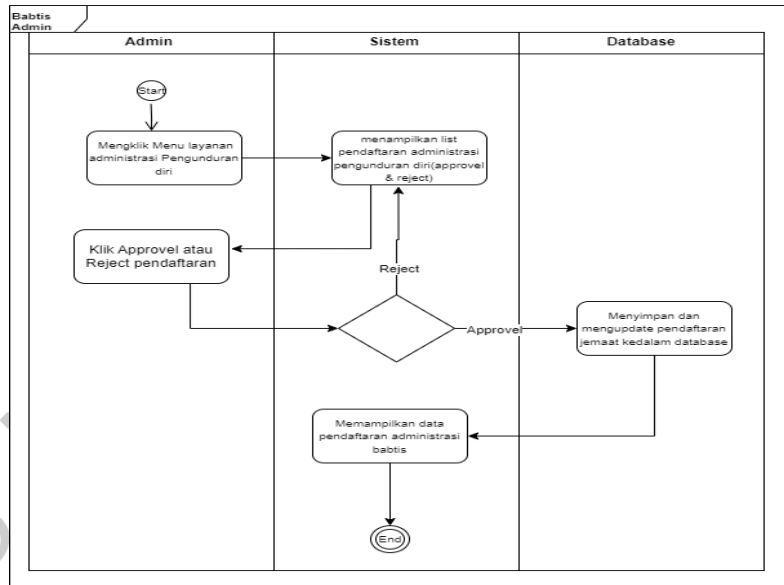 Babtis
Admin
Admin
Sistem
Database
Start
Mengklik Menu layanan
administrasi Pengunduran
diri
menampilkan list
pendaftaran administrasi
pengunduran diri(approvel
& reject)
Klik Approvel atau
Reject pendaftaran
Reject
Approvel
Menyimpan dan
mengupdate pendaftaran
jemaat kedalam database
Memampilkan data
pendaftaran administrasi
babtis
End